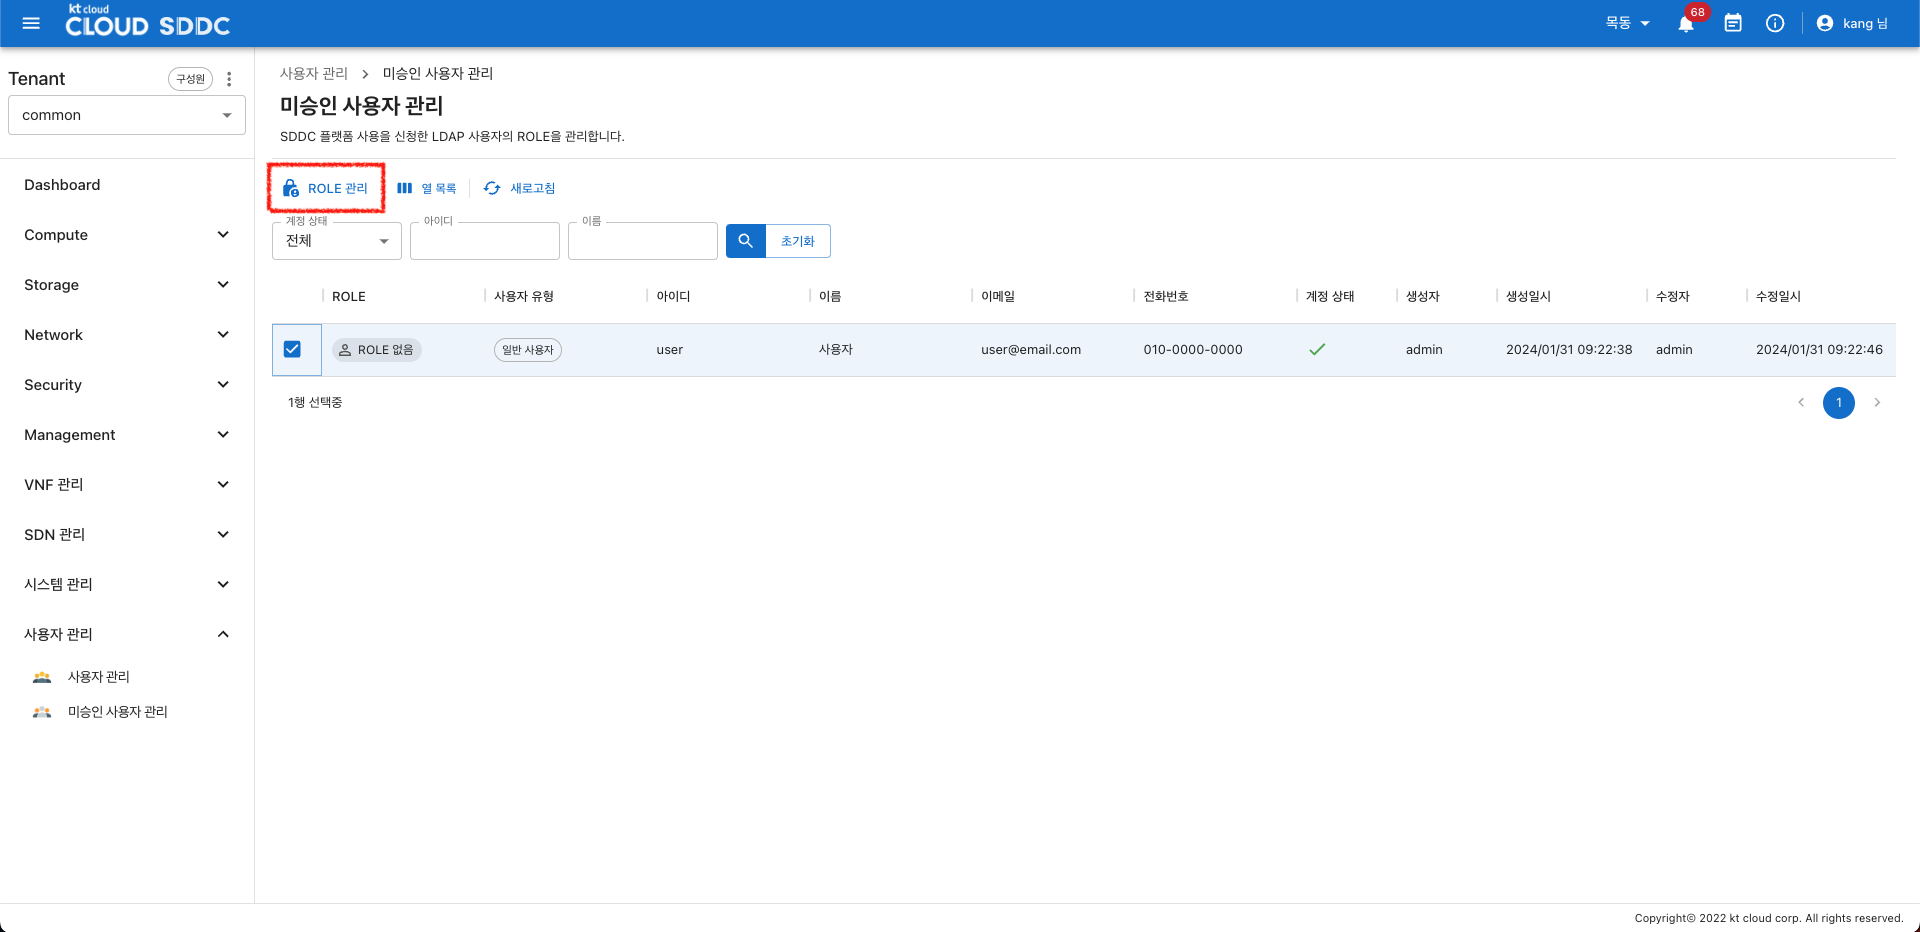 kt cloud
CLOUD SDDC
목동
68
kang 님
Tenant
구성원
common
Dashboard
Compute
Storage
Network
Security
Management
VNF 관리
SDN 관리
시스템 관리
사용자 관리
사용자 관리
미승인 사용자 관리
사용자 관리 > 미승인 사용자 관리
미승인 사용자 관리
SDDC 플랫폼 사용을 신청한 LDAP 사용자의 ROLE을 관리합니다.
ROLE 관리 열 목록 새로고침
계정 상태 아이디 이름
전체 초기화
ROLE 사용자 유형 아이디 이름 이메일 전화번호 계정 상태 생성자 생성일시 수정자 수정일시
ROLE 없음 일반 사용자 user 사용자 user@email.com 010-0000-0000 admin 2024/01/31 09:22:38 admin 2024/01/31 09:22:46
1행 선택중
1
Copyright© 2022 kt cloud corp. All rights reserved.